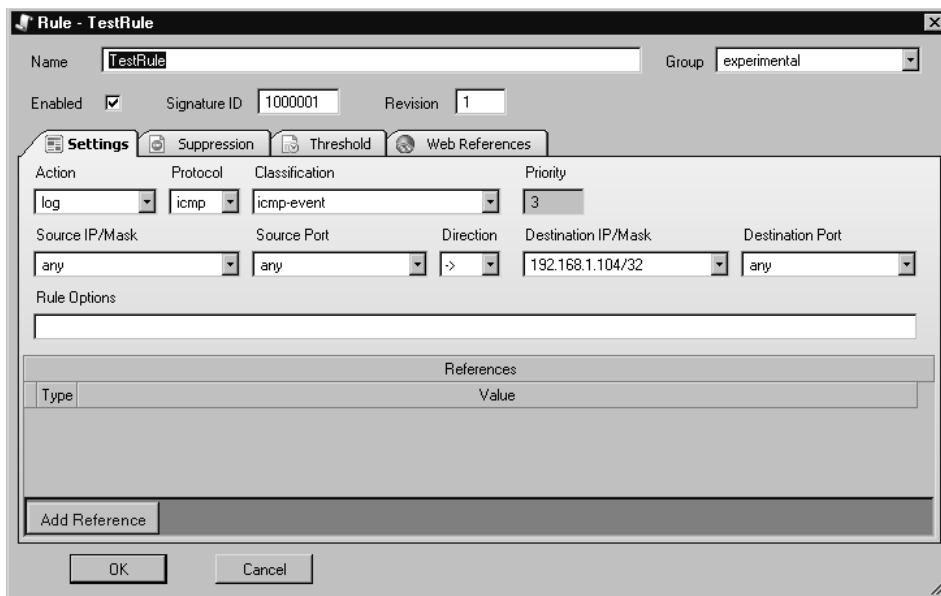 Rule - TestRule
Name TestRule Group experimental
Enabled Signature ID 1000001 Revision 1
Settings Suppression Threshold Web References
Action Protocol Classification Priority
log icmp icmp-event 3
Source IP/Mask Source Port Direction Destination IP/Mask Destination Port
any any -> 192.168.1.104/32 any
Rule Options
References
Type Value
Add Reference
OK Cancel